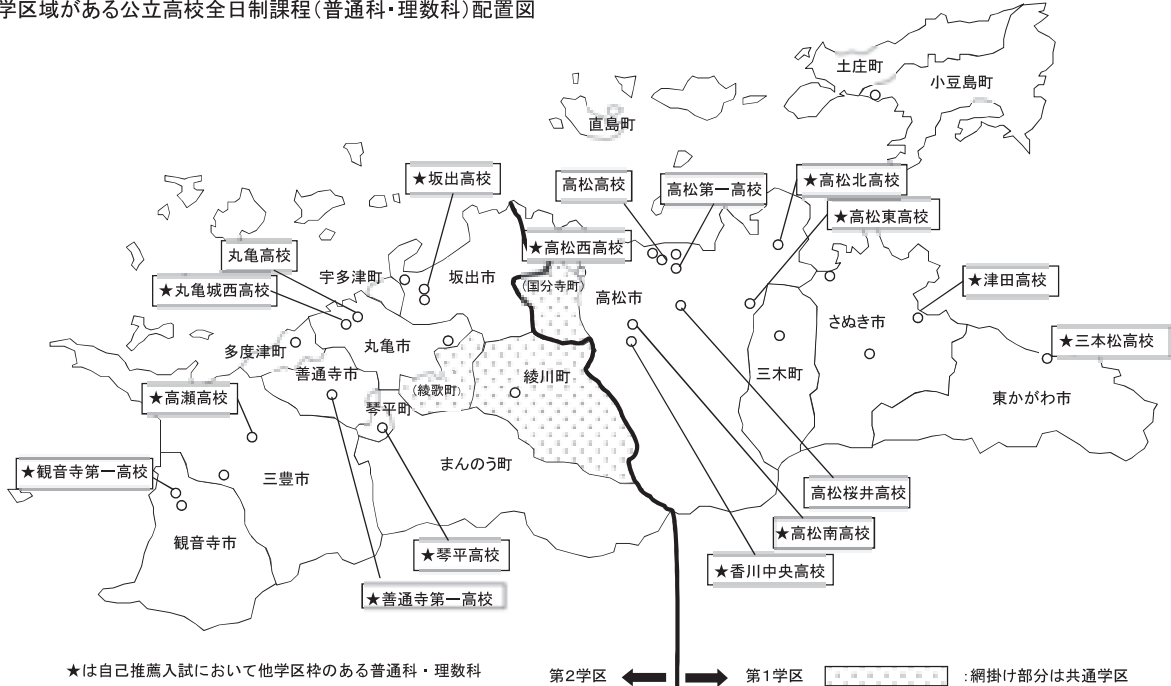 学区域がある公立高校全日制課程(普通科・理数科)配置図
土庄町
小豆島町
直島町
★坂出高校
高松高校
高松第一高校
★高松北高校
★高松東高校
丸亀高校
★高松西高校
宇多津町
坂出市
★丸亀城西高校
(国分寺町)
高松市
★津田高校
さぬき市
★三本松高校
多度津町
丸亀市
善通寺市
綾川町
三木町
★高瀬高校
(綾歌町)
東かがわ市
琴平町
★観音寺第一高校
三豊市
まんのう町
高松桜井高校
観音寺市
★高松南高校
★琴平高校
★香川中央高校
★善通寺第一高校
★は自己推薦入試において他学区枠のある普通科・理数科
第2学区
第1学区
:網掛け部分は共通学区